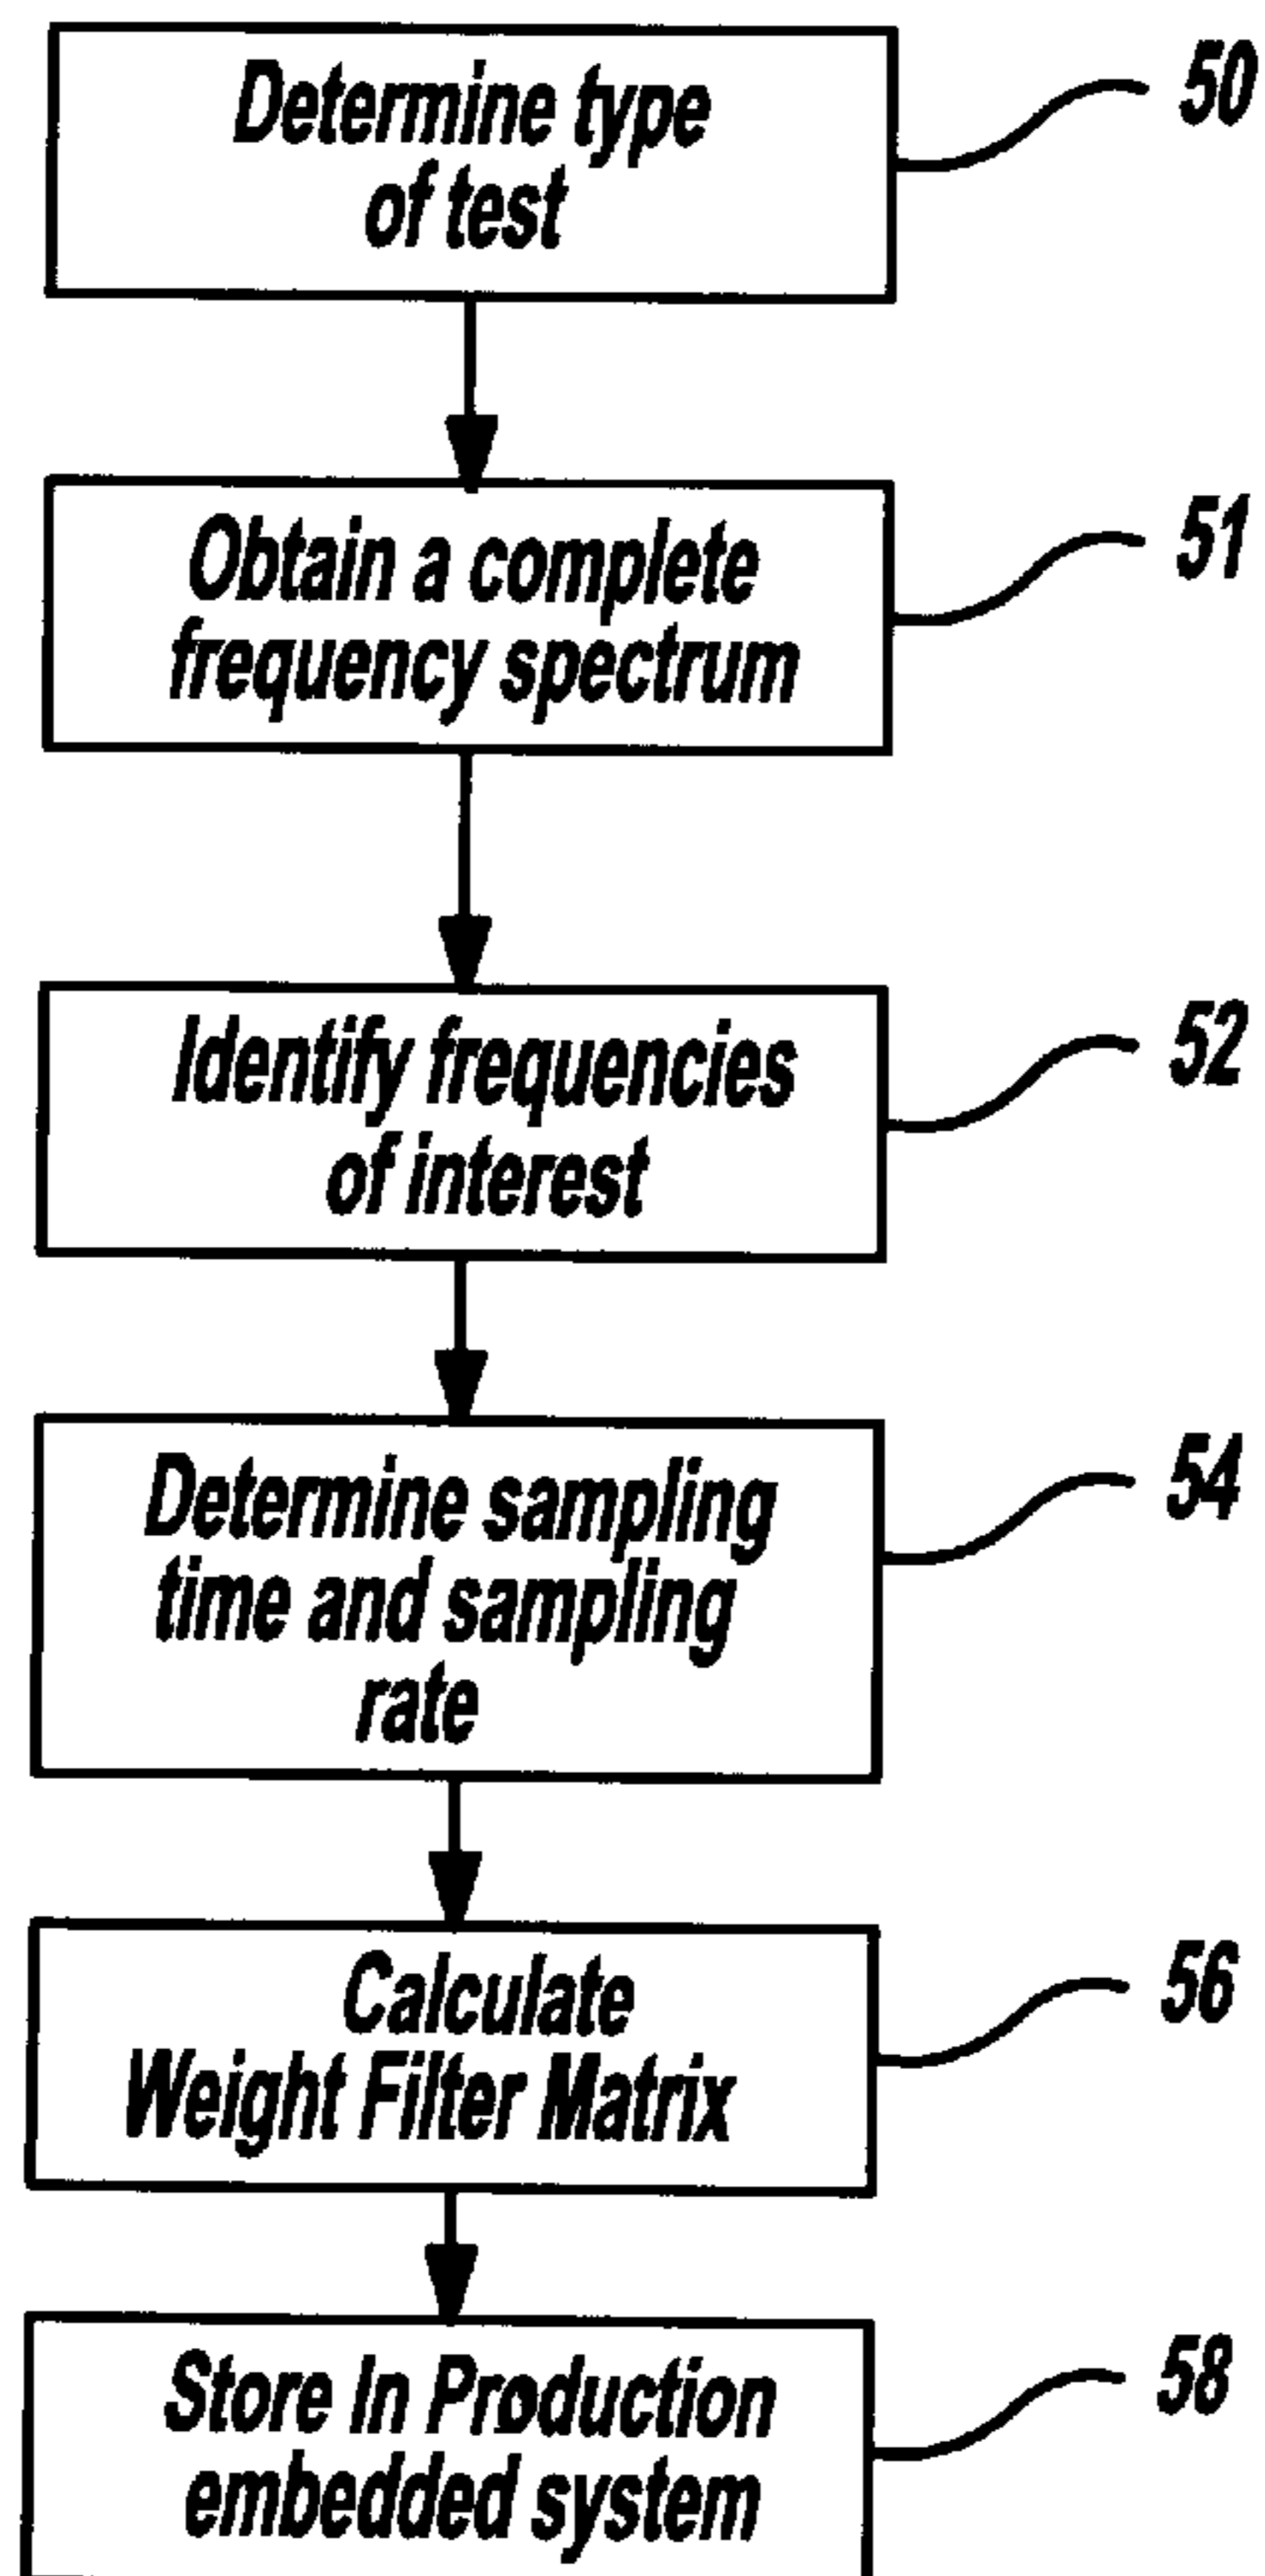 Determine type
of test
50
Obtain a complete
frequency spectrum
51
Identify frequencies
of interest
52
Determine sampling
time and sampling
rate
54
Calculate
Weight Filter Matrix
56
Store In Production
embedded system
58